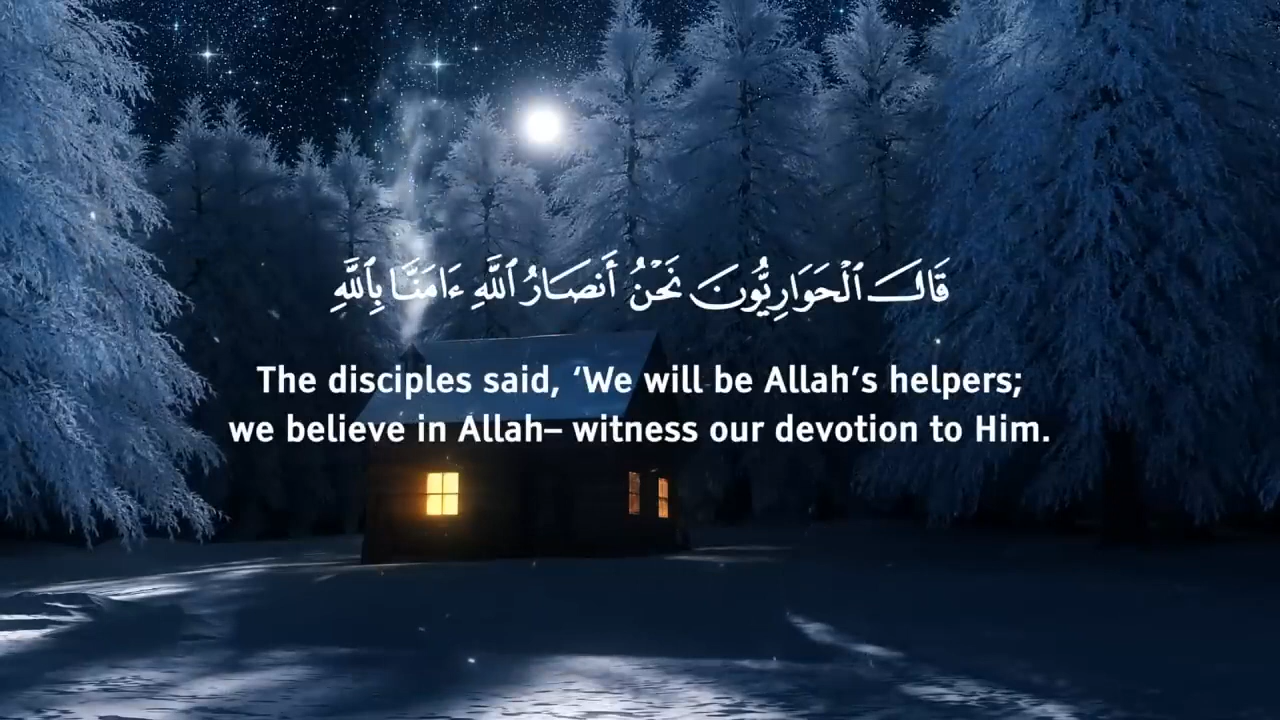 قَالَ ٱلْحَوَارِيُّونَ نَحْنُ أَنصَارُ ٱللَّهِ ءَامَنَّا بِٱللَّهِ
The disciples said, ‘We will be Allah’s helpers;
we believe in Allah– witness our devotion to Him.